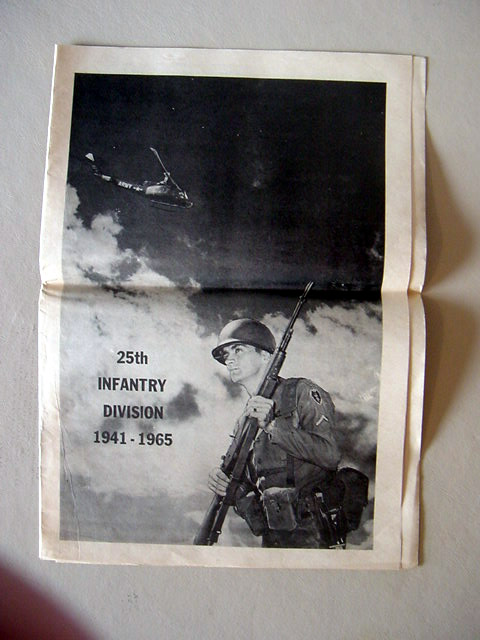 ARMY
25th
INFANTRY
DIVISION
1941 - 1965